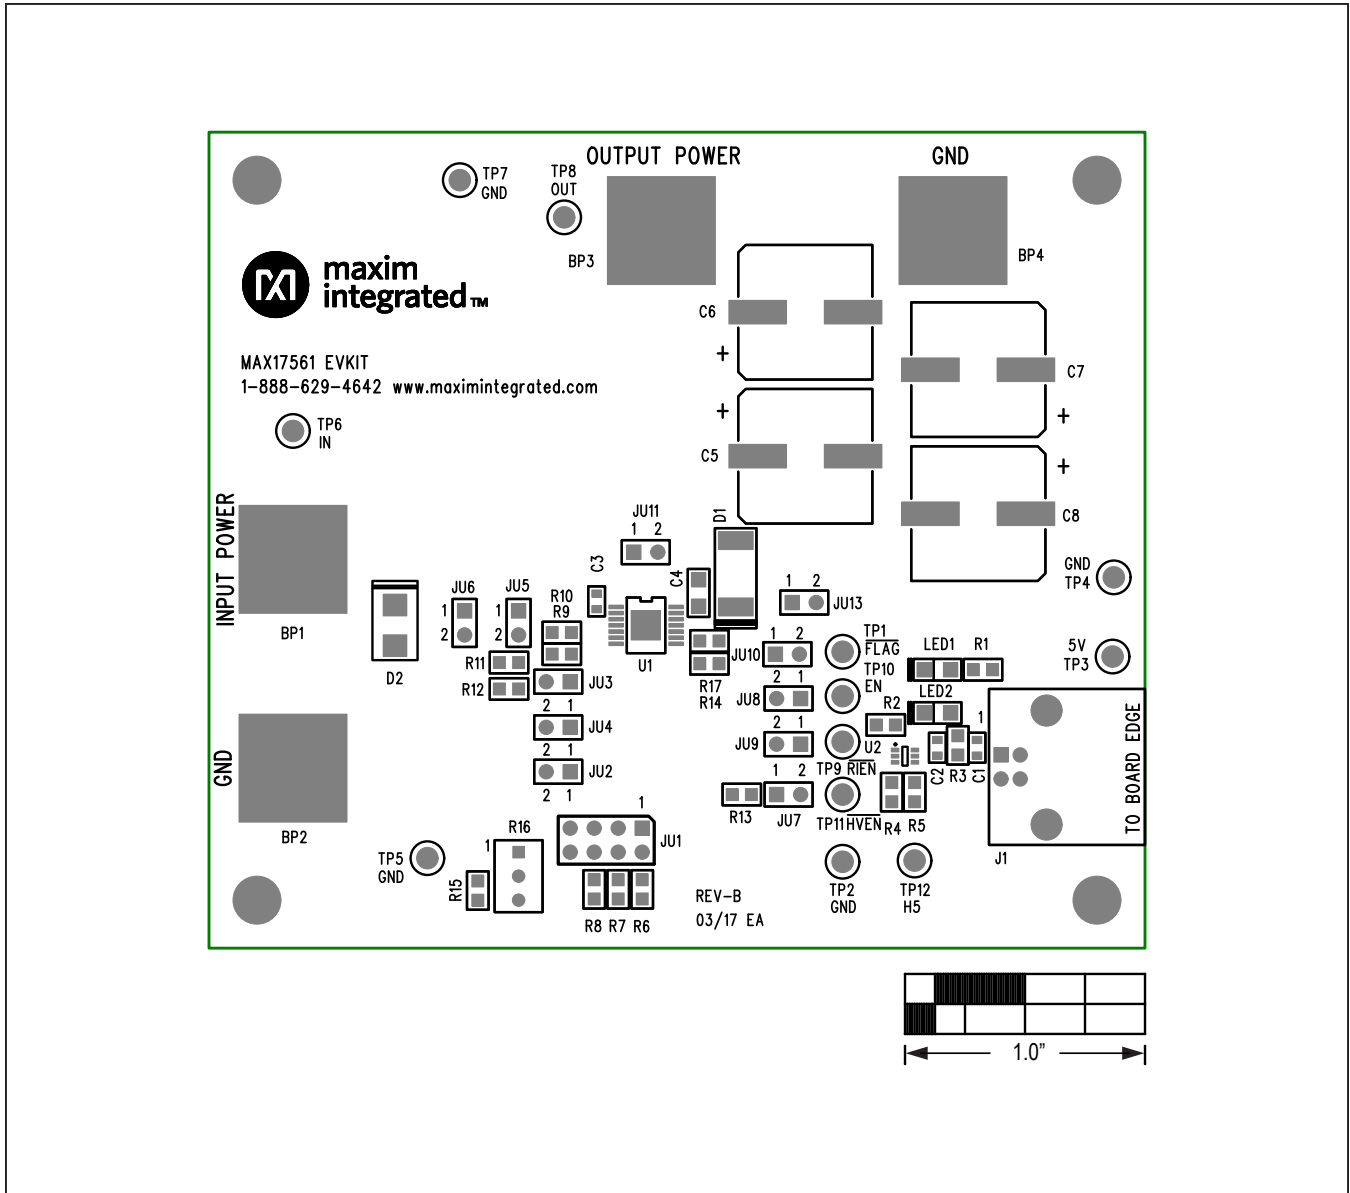 OUTPUT POWER
GND
TP7
GND
TP8
OUT
BP3
BP4
maxim
integrated™
C6
+
C7
+
MAX17561 EVKIT
1-888-629-4642 www.maximintegrated.com
TP6
IN
+
C5
+
C8
INPUT POWER
BP1
JU11
1 2
D1
C3
C4
GND
TP4
JU6
1
2
JU5
1
2
R10
R9
1 2
JU13
U1
D2
R11
R12
JU3
2 1
JU4
2 1
JU2
2 1
R17
R14
1 2
JU10
2 1
JU8
2 1
JU9
1 2
JU7
R13
TP1
FLAG
TP10
EN
TP9 RIEN
U2
TP11 HVEN
LED1
R1
LED2
R2
5V
TP3
C2
R3
C1
1
R4
R5
TO BOARD EDGE
J1
GND
BP2
TP5
GND
R16
1
R15
1
JU1
R8 R7 R6
REV-B
03/17 EA
TP2
GND
TP12
H5
1.0”